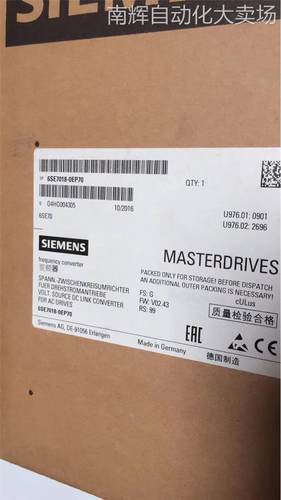 南辉自动化大卖场
SIEMENS
1P 6SE7018-0EP70
QTY: 1
S Q4HO004305 10/2016
6SE70
U976.01: 0901
U976.02: 2696
SIEMENS
MASTERDRIVES
frequency converter
变频器
PACKED ONLY FOR STORAGE! BEFORE DISPATCH
AN ADDITIONAL OUTER PACKING IS NECESSARY!
SPANN.-ZWISCHENKREISUMRICHTER
FUER DREHSTROMANTRIEBE
VOLT. SOURCE DC LINK CONVERTER
FOR AC DRIVES
6SE7018-0EP70
FS: G
FW: V02.43
RS: 99
cULus
质量检验合格
Siemens AG, DE-91056 Erlangen
Made in Germany
EAC
德国制造